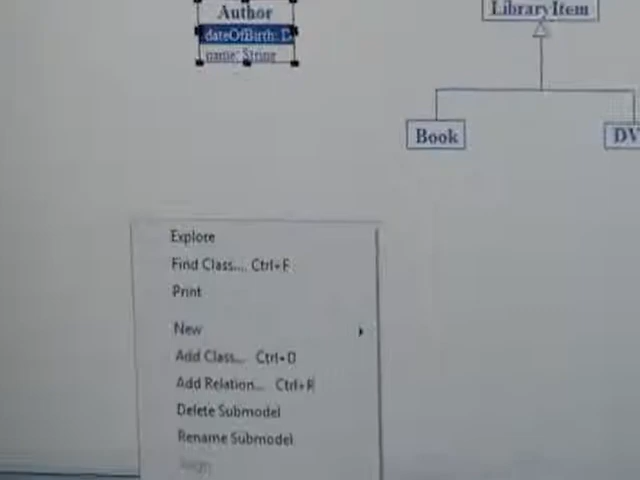 Author
dateOfBirth: D
name: String
LibraryItem
Book
DV
Explore
Find Class... Ctrl+F
Print
New
Add Class... Ctrl+D
Add Relation... Ctrl+R
Delete Submodel
Rename Submodel